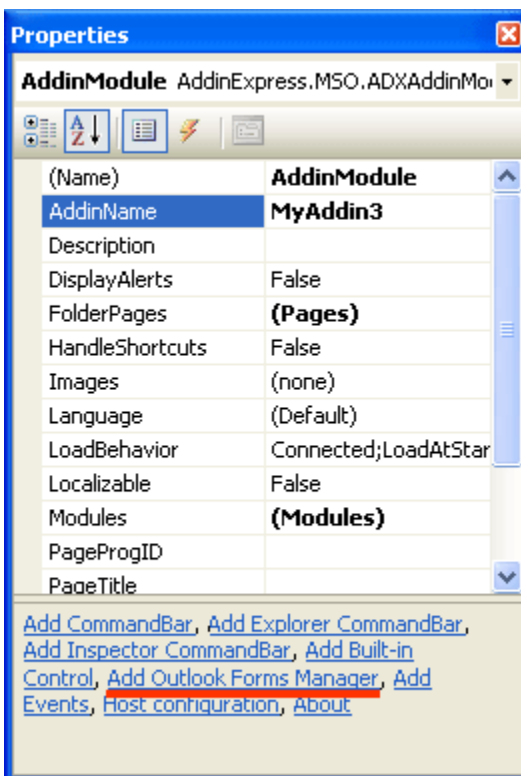 Properties
AddinModule AddinExpress.MSO.ADXAddinMo
(Name) AddinModule
AddinName MyAddin3
Description
DisplayAlerts False
FolderPages (Pages)
HandleShortcuts False
Images (none)
Language (Default)
LoadBehavior Connected;LoadAtStar
Localizable False
Modules (Modules)
PageProgID
PageTitle
Add CommandBar, Add Explorer CommandBar,
Add Inspector CommandBar, Add Built-in
Control, Add Outlook Forms Manager, Add
Events, Host configuration, About